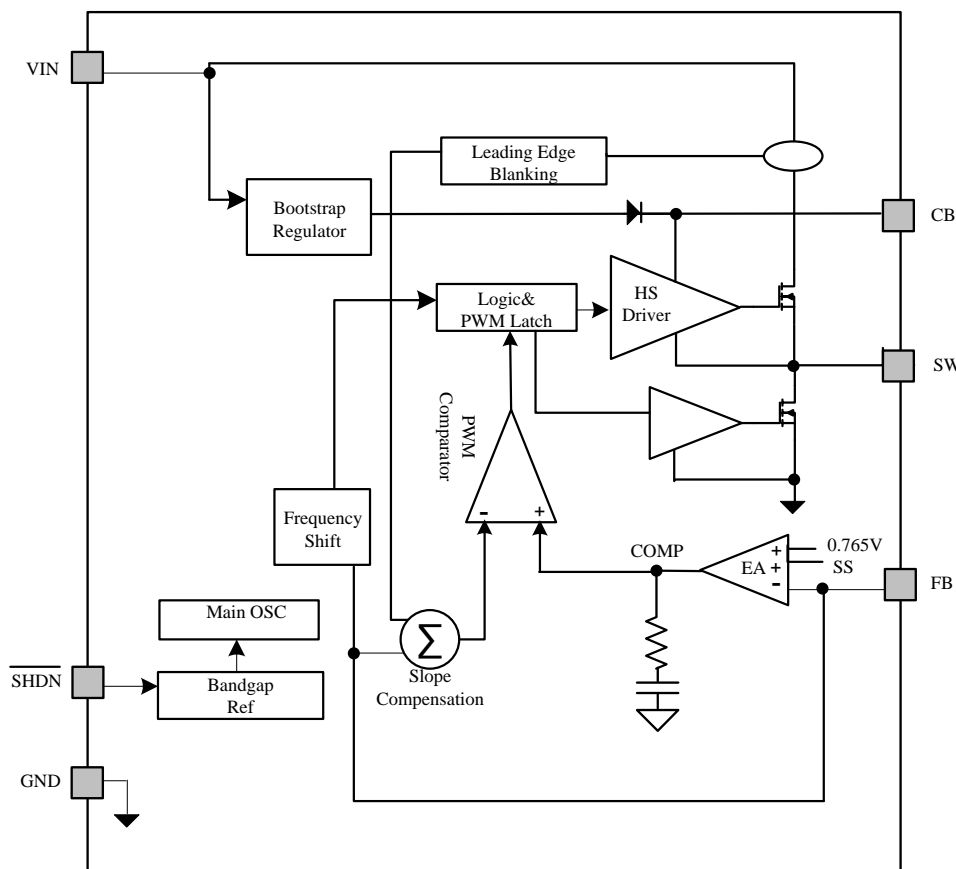 VIN
Leading Edge
Blanking
Bootstrap
Regulator
CB
HS
Driver
Logic&
PWM Latch
SW
PWM
Comparator
-
+
Frequency
Shift
COMP
EA
+
+
-
0.765V
SS
FB
Main OSC
SHDN
Bandgap
Ref
Σ
Slope
Compensation
GND